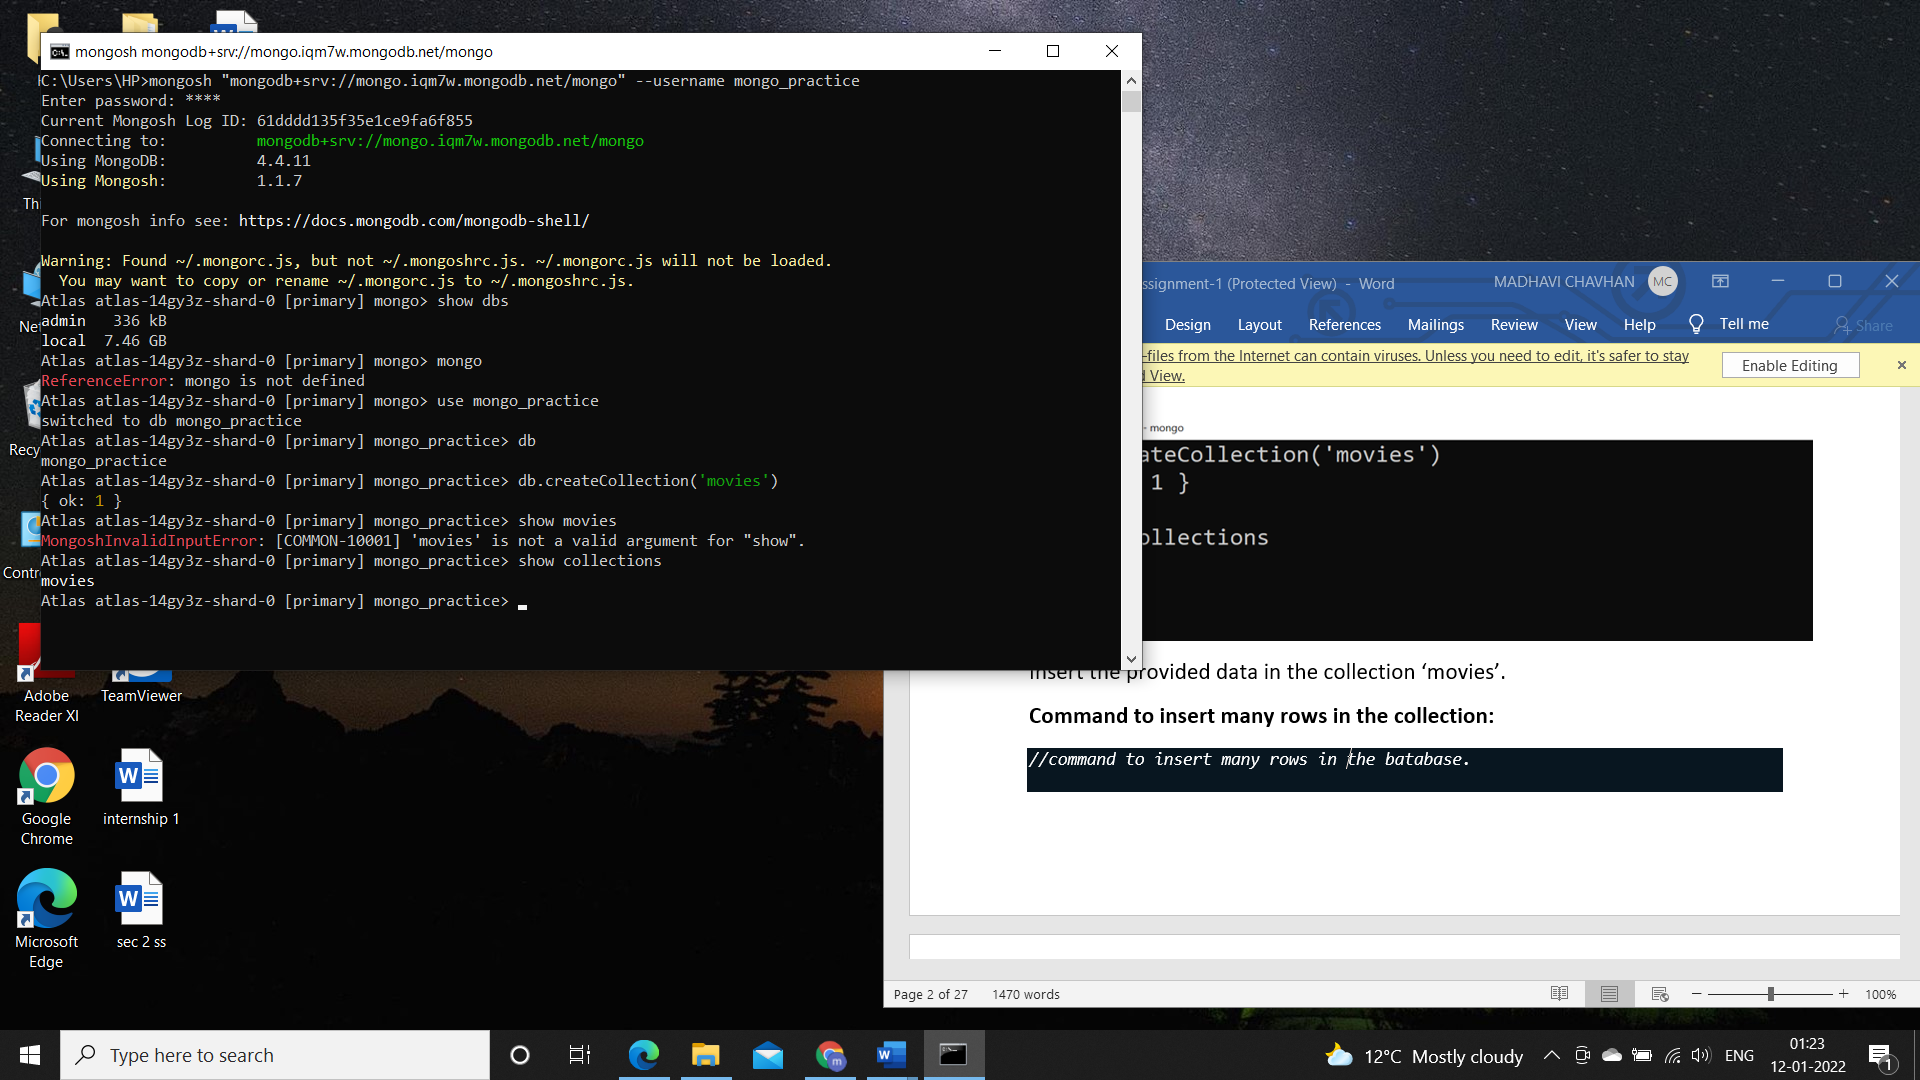 mongosh mongodb+srv://mongo.iqm7w.mongodb.net/mongo
C:\Users\HP>mongosh "mongodb+srv://mongo.iqm7w.mongodb.net/mongo" --username mongo_practice
Enter password: ****
Current Mongosh Log ID: 61dddd135f35e1ce9fa6f855
Connecting to: mongodb+srv://mongo.iqm7w.mongodb.net/mongo
Using MongoDB: 4.4.11
Using Mongosh: 1.1.7
For mongosh info see: https://docs.mongodb.com/mongodb-shell/
Warning: Found ~/.mongorc.js, but not ~/.mongoshrc.js. ~/.mongorc.js will not be loaded.
You may want to copy or rename ~/.mongorc.js to ~/.mongoshrc.js.
Atlas atlas-14gy3z-shard-0 [primary] mongo> show dbs
admin 336 kB
local 7.46 GB
Atlas atlas-14gy3z-shard-0 [primary] mongo> mongo
ReferenceError: mongo is not defined
Atlas atlas-14gy3z-shard-0 [primary] mongo> use mongo_practice
switched to db mongo_practice
Atlas atlas-14gy3z-shard-0 [primary] mongo_practice> db
mongo_practice
Atlas atlas-14gy3z-shard-0 [primary] mongo_practice> db.createCollection('movies')
{ ok: 1 }
Atlas atlas-14gy3z-shard-0 [primary] mongo_practice> show movies
MongoshInvalidInputError: [COMMON-10001] 'movies' is not a valid argument for "show".
Atlas atlas-14gy3z-shard-0 [primary] mongo_practice> show collections
movies
Atlas atlas-14gy3z-shard-0 [primary] mongo_practice>
Thi
Net
Recy
Contr
Adobe
Reader XI
TeamViewer
Google
Chrome
internship 1
Microsoft
Edge
sec 2 ss
ssignment-1 (Protected View) - Word
MADHAVI CHAVHAN
MC
Design Layout References Mailings Review View Help Tell me Share
-files from the Internet can contain viruses. Unless you need to edit, it's safer to stay
d View.
Enable Editing
- mongo
ateCollection('movies')
1 }
ollections
Insert the provided data in the collection ‘movies’.
Command to insert many rows in the collection:
//command to insert many rows in the batabase.
Page 2 of 27 1470 words
100%
Type here to search
12°C Mostly cloudy
ENG
01:23
12-01-2022
1